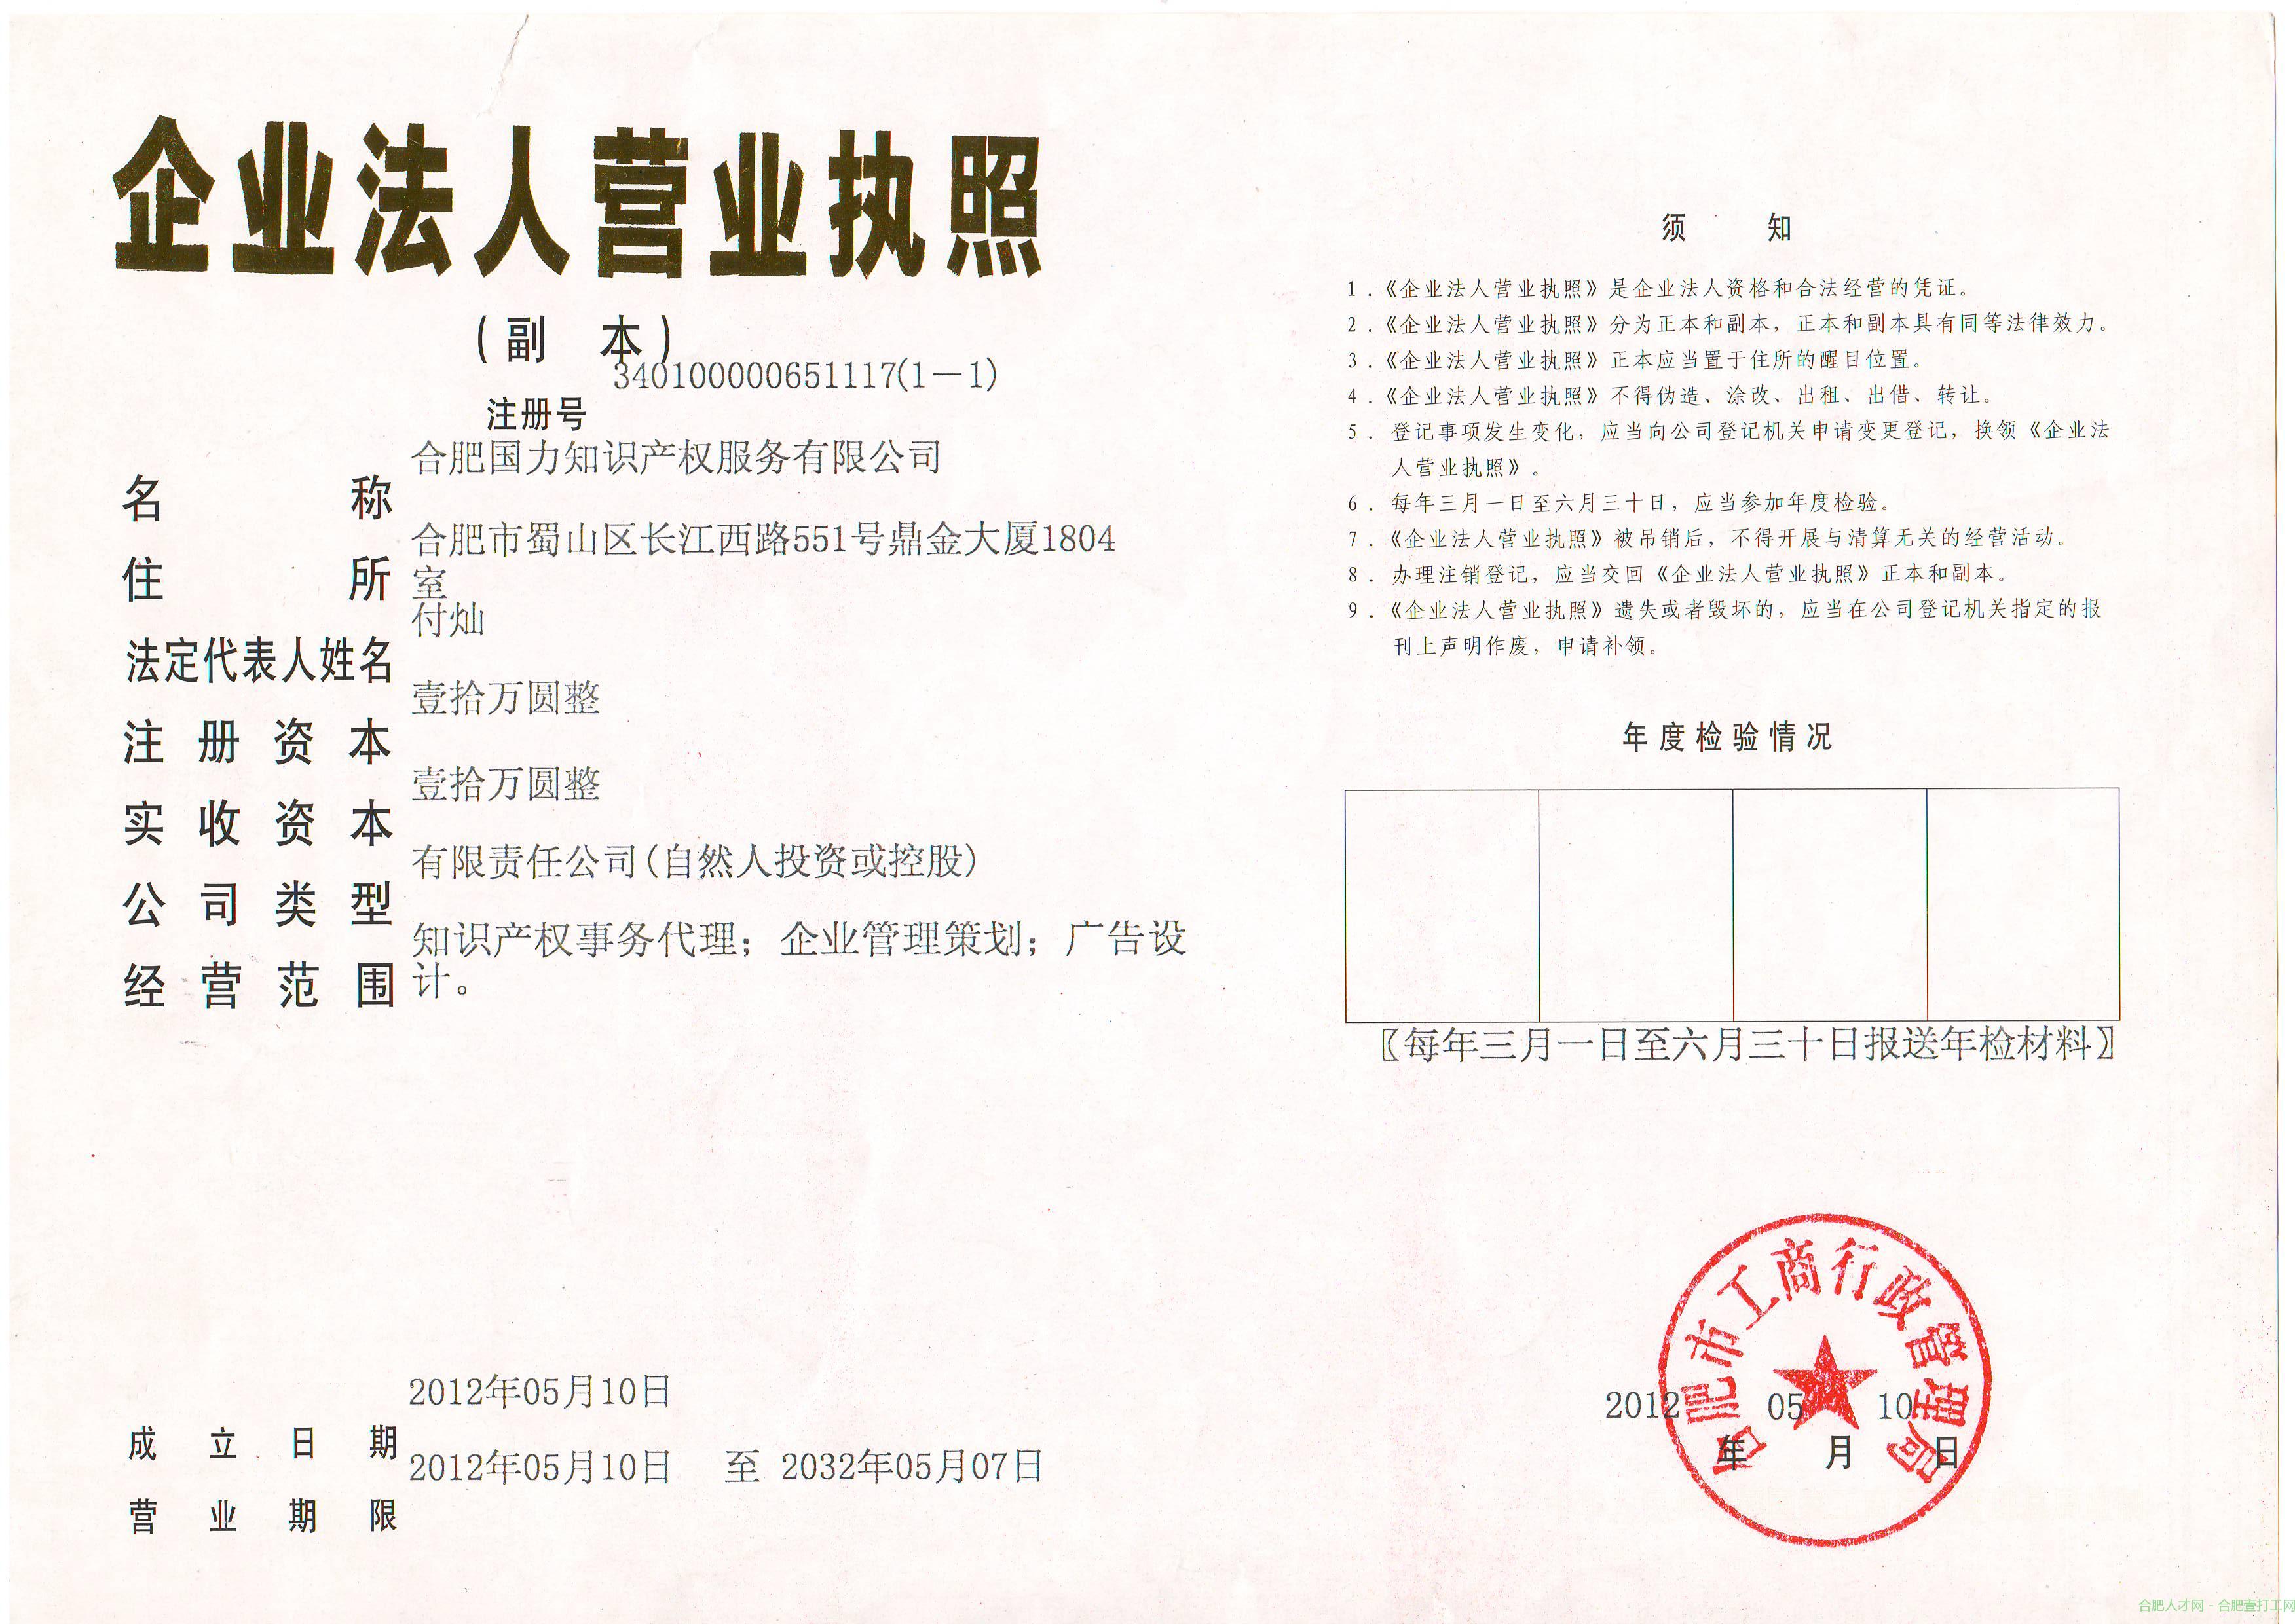 企业法人营业执照
(副 本)
340100000651117(1—1)
注册号
合肥国力知识产权服务有限公司
名 称
合肥市蜀山区长江西路551号鼎金大厦1804
住 所
室
付灿
法定代表人姓名
壹拾万圆整
注册资本
壹拾万圆整
实收资本
有限责任公司(自然人投资或控股)
公司类型
知识产权事务代理；企业管理策划；广告设
经营范围
计。
2012年05月10日
成立日期
2012年05月10日 至 2032年05月07日
营业期限
须 知
1．《企业法人营业执照》是企业法人资格和合法经营的凭证。
2．《企业法人营业执照》分为正本和副本，正本和副本具有同等法律效力。
3．《企业法人营业执照》正本应当置于住所的醒目位置。
4．《企业法人营业执照》不得伪造、涂改、出租、出借、转让。
5．登记事项发生变化，应当向公司登记机关申请变更登记，换领《企业法
人营业执照》。
6．每年三月一日至六月三十日，应当参加年度检验。
7．《企业法人营业执照》被吊销后，不得开展与清算无关的经营活动。
8．办理注销登记，应当交回《企业法人营业执照》正本和副本。
9．《企业法人营业执照》遗失或者毁坏的，应当在公司登记机关指定的报
刊上声明作废，申请补领。
年度检验情况
〖每年三月一日至六月三十日报送年检材料〗
合肥市工商行政管理局
2012 05 10
年 月 日
合肥人才网 - 合肥壹打工网